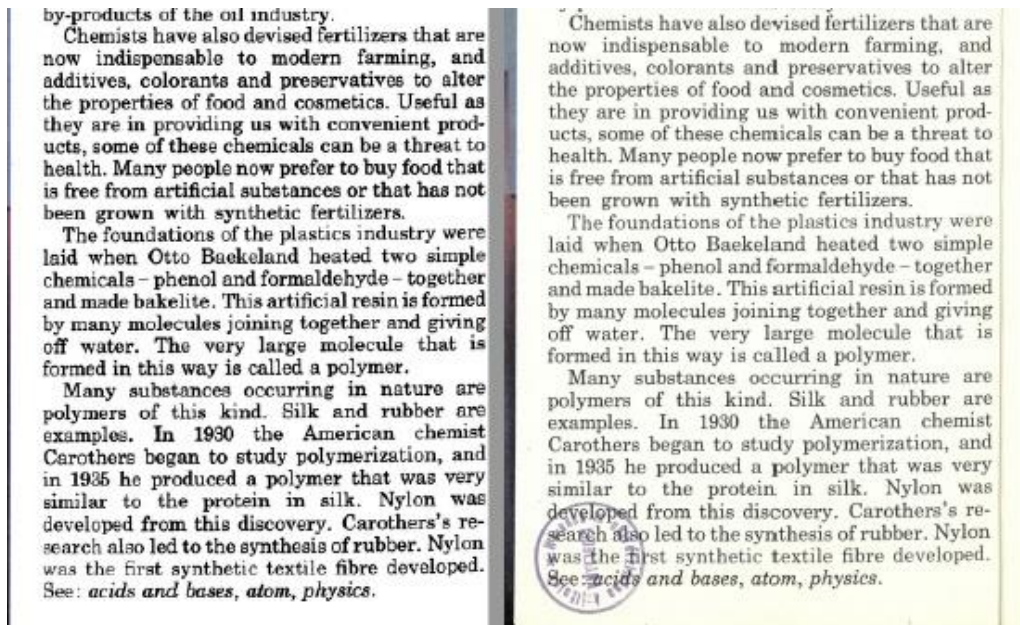 by-products of the oil industry.
Chemists have also devised fertilizers that are
now indispensable to modern farming, and
additives, colorants and preservatives to alter
the properties of food and cosmetics. Useful as
they are in providing us with convenient prod-
ucts, some of these chemicals can be a threat to
health. Many people now prefer to buy food that
is free from artificial substances or that has not
been grown with synthetic fertilizers.
The foundations of the plastics industry were
laid when Otto Baekeland heated two simple
chemicals – phenol and formaldehyde – together
and made bakelite. This artificial resin is formed
by many molecules joining together and giving
off water. The very large molecule that is
formed in this way is called a polymer.
Many substances occurring in nature are
polymers of this kind. Silk and rubber are
examples. In 1930 the American chemist
Carothers began to study polymerization, and
in 1935 he produced a polymer that was very
similar to the protein in silk. Nylon was
developed from this discovery. Carothers's re-
search also led to the synthesis of rubber. Nylon
was the first synthetic textile fibre developed.
See: acids and bases, atom, physics.
Chemists have also devised fertilizers that are
now indispensable to modern farming, and
additives, colorants and preservatives to alter
the properties of food and cosmetics. Useful as
they are in providing us with convenient prod-
ucts, some of these chemicals can be a threat to
health. Many people now prefer to buy food that
is free from artificial substances or that has not
been grown with synthetic fertilizers.
The foundations of the plastics industry were
laid when Otto Baekeland heated two simple
chemicals – phenol and formaldehyde – together
and made bakelite. This artificial resin is formed
by many molecules joining together and giving
off water. The very large molecule that is
formed in this way is called a polymer.
Many substances occurring in nature are
polymers of this kind. Silk and rubber are
examples. In 1930 the American chemist
Carothers began to study polymerization, and
in 1935 he produced a polymer that was very
similar to the protein in silk. Nylon was
developed from this discovery. Carothers's re-
search also led to the synthesis of rubber. Nylon
was the first synthetic textile fibre developed.
See: acids and bases, atom, physics.